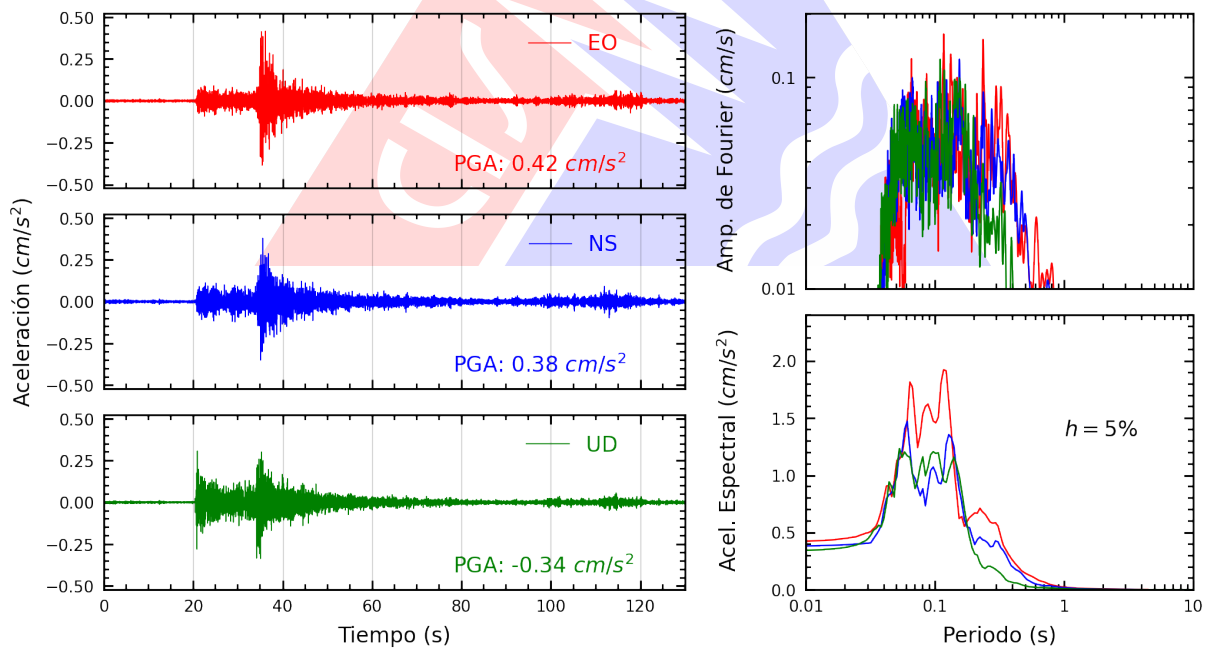 0.50
0.25
0.00
−0.25
−0.50
EO
PGA: 0.42 cm/s²
0.50
0.25
0.00
−0.25
−0.50
NS
PGA: 0.38 cm/s²
0.50
0.25
0.00
−0.25
−0.50
UD
PGA: -0.34 cm/s²
Aceleración (cm/s²)
0 20 40 60 80 100 120
Tiempo (s)
Amp. de Fourier (cm/s)
0.1
0.01
Acel. Espectral (cm/s²)
2.0
1.5
1.0
0.5
0.0
h = 5%
0.01 0.1 1 10
Periodo (s)